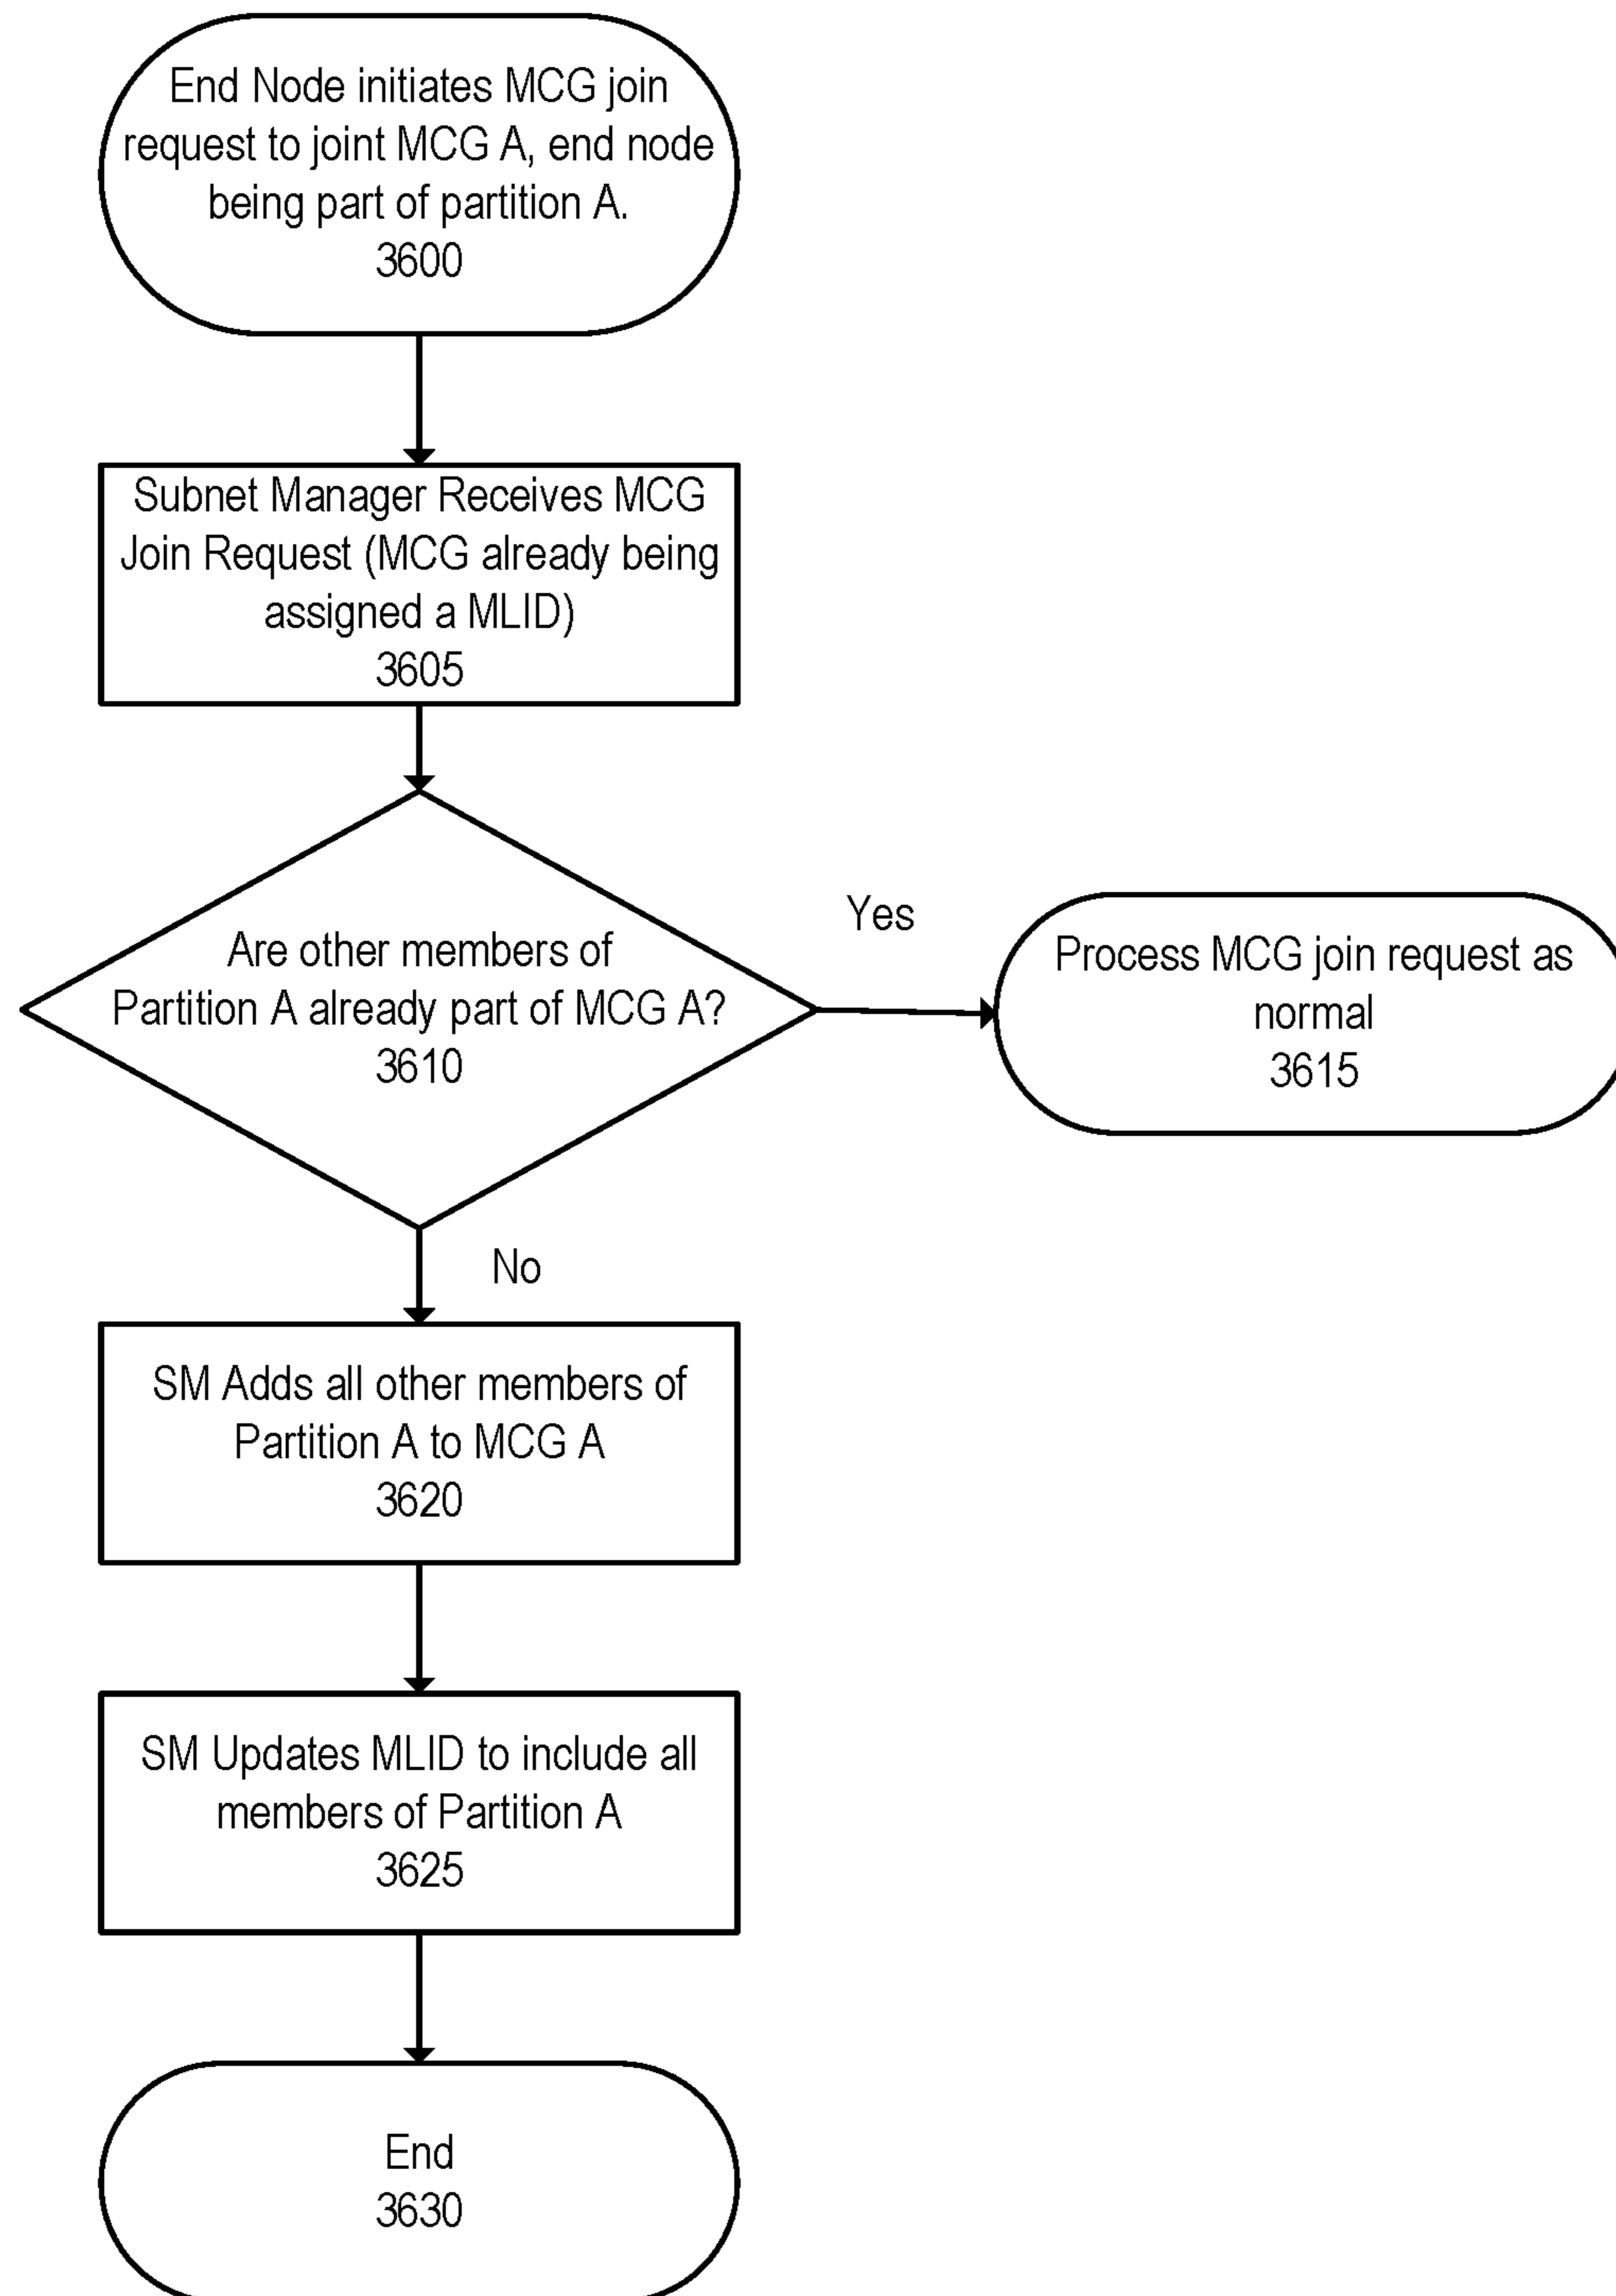 End Node initiates MCG join
request to joint MCG A, end node
being part of partition A.
3600
Subnet Manager Receives MCG
Join Request (MCG already being
assigned a MLID)
3605
Are other members of
Partition A already part of MCG A?
3610
Yes
Process MCG join request as
normal
3615
No
SM Adds all other members of
Partition A to MCG A
3620
SM Updates MLID to include all
members of Partition A
3625
End
3630